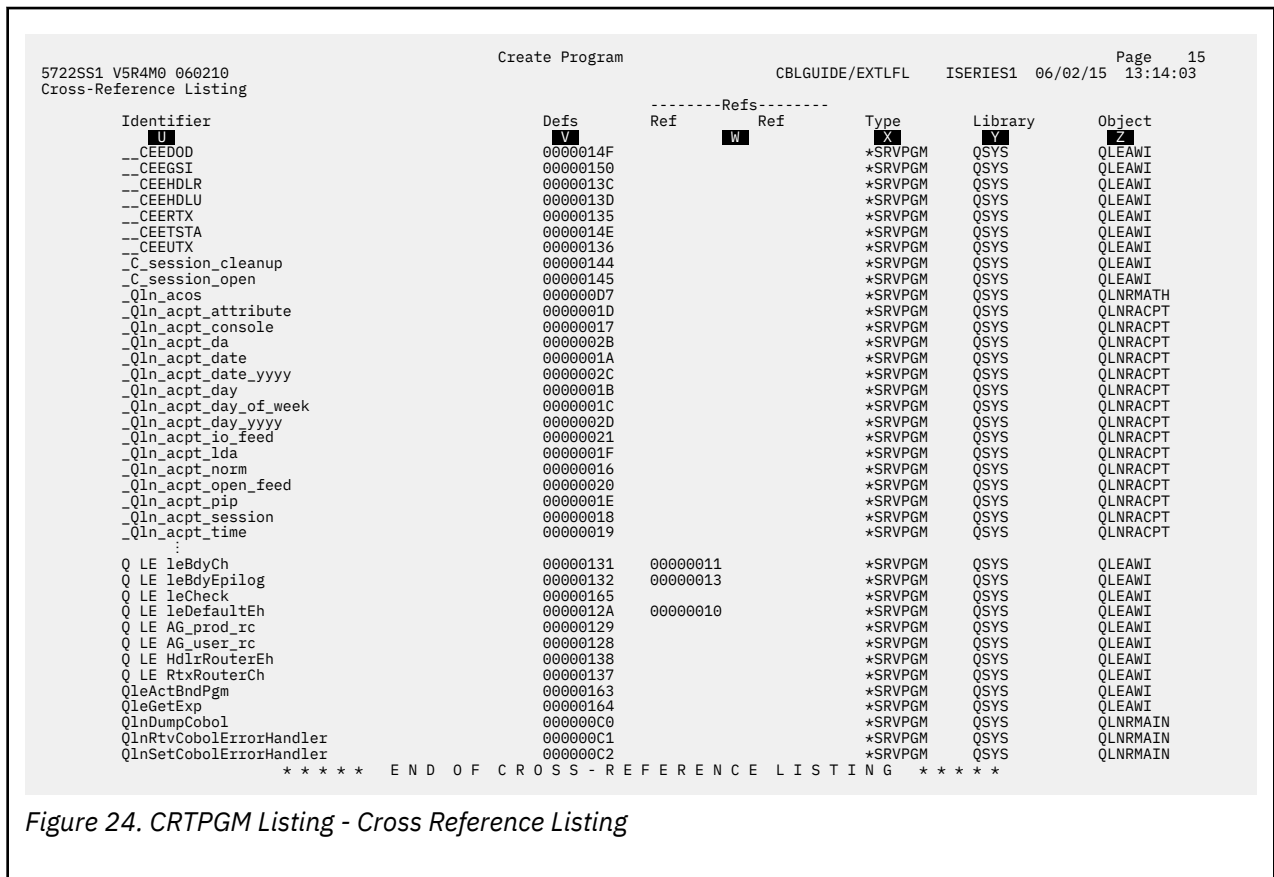 Create Program Page 15
5722SS1 V5R4M0 060210 CBLGUIDE/EXTLFL ISERIES1 06/02/15 13:14:03
Cross-Reference Listing
--------Refs--------
Identifier Defs Ref Ref Type Library Object
U V W X Y Z
__CEEDOD 0000014F *SRVPGM QSYS QLEAWI
__CEEGSI 00000150 *SRVPGM QSYS QLEAWI
__CEEHDLR 0000013C *SRVPGM QSYS QLEAWI
__CEEHDLU 0000013D *SRVPGM QSYS QLEAWI
__CEERTX 00000135 *SRVPGM QSYS QLEAWI
__CEETSTA 0000014E *SRVPGM QSYS QLEAWI
__CEEUTX 00000136 *SRVPGM QSYS QLEAWI
_C_session_cleanup 00000144 *SRVPGM QSYS QLEAWI
_C_session_open 00000145 *SRVPGM QSYS QLEAWI
_Qln_acos 000000D7 *SRVPGM QSYS QLNRMATH
_Qln_acpt_attribute 0000001D *SRVPGM QSYS QLNRACPT
_Qln_acpt_console 00000017 *SRVPGM QSYS QLNRACPT
_Qln_acpt_da 0000002B *SRVPGM QSYS QLNRACPT
_Qln_acpt_date 0000001A *SRVPGM QSYS QLNRACPT
_Qln_acpt_date_yyyy 0000002C *SRVPGM QSYS QLNRACPT
_Qln_acpt_day 0000001B *SRVPGM QSYS QLNRACPT
_Qln_acpt_day_of_week 0000001C *SRVPGM QSYS QLNRACPT
_Qln_acpt_day_yyyy 0000002D *SRVPGM QSYS QLNRACPT
_Qln_acpt_io_feed 00000021 *SRVPGM QSYS QLNRACPT
_Qln_acpt_lda 0000001F *SRVPGM QSYS QLNRACPT
_Qln_acpt_norm 00000016 *SRVPGM QSYS QLNRACPT
_Qln_acpt_open_feed 00000020 *SRVPGM QSYS QLNRACPT
_Qln_acpt_pip 0000001E *SRVPGM QSYS QLNRACPT
_Qln_acpt_session 00000018 *SRVPGM QSYS QLNRACPT
_Qln_acpt_time 00000019 *SRVPGM QSYS QLNRACPT
⋮
Q LE leBdyCh 00000131 00000011 *SRVPGM QSYS QLEAWI
Q LE leBdyEpilog 00000132 00000013 *SRVPGM QSYS QLEAWI
Q LE leCheck 00000165 *SRVPGM QSYS QLEAWI
Q LE leDefaultEh 0000012A 00000010 *SRVPGM QSYS QLEAWI
Q LE AG_prod_rc 00000129 *SRVPGM QSYS QLEAWI
Q LE AG_user_rc 00000128 *SRVPGM QSYS QLEAWI
Q LE HdlrRouterEh 00000138 *SRVPGM QSYS QLEAWI
Q LE RtxRouterCh 00000137 *SRVPGM QSYS QLEAWI
QleActBndPgm 00000163 *SRVPGM QSYS QLEAWI
QleGetExp 00000164 *SRVPGM QSYS QLEAWI
QlnDumpCobol 000000C0 *SRVPGM QSYS QLNRMAIN
QlnRtvCobolErrorHandler 000000C1 *SRVPGM QSYS QLNRMAIN
QlnSetCobolErrorHandler 000000C2 *SRVPGM QSYS QLNRMAIN
* * * * * E N D O F C R O S S - R E F E R E N C E L I S T I N G * * * * *
Figure 24. CRTPGM Listing - Cross Reference Listing